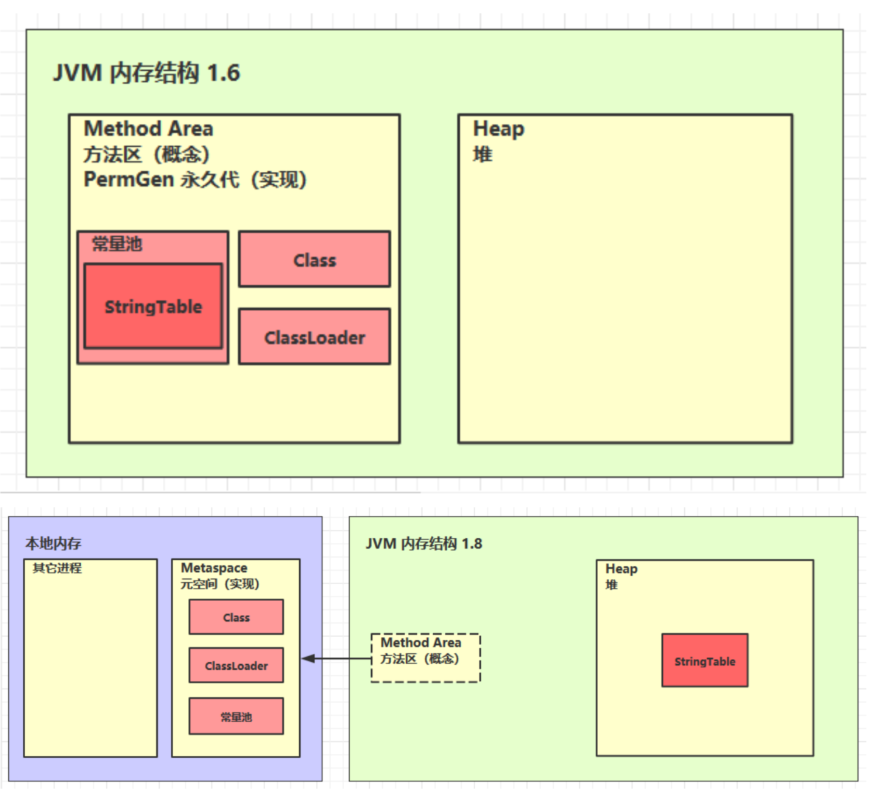 JVM 内存结构 1.6
Method Area
方法区（概念）
PermGen 永久代（实现）
常量池
StringTable
Class
ClassLoader
Heap
堆
本地内存
其它进程
Metaspace
元空间（实现）
Class
ClassLoader
常量池
JVM 内存结构 1.8
Method Area
方法区（概念）
Heap
堆
StringTable